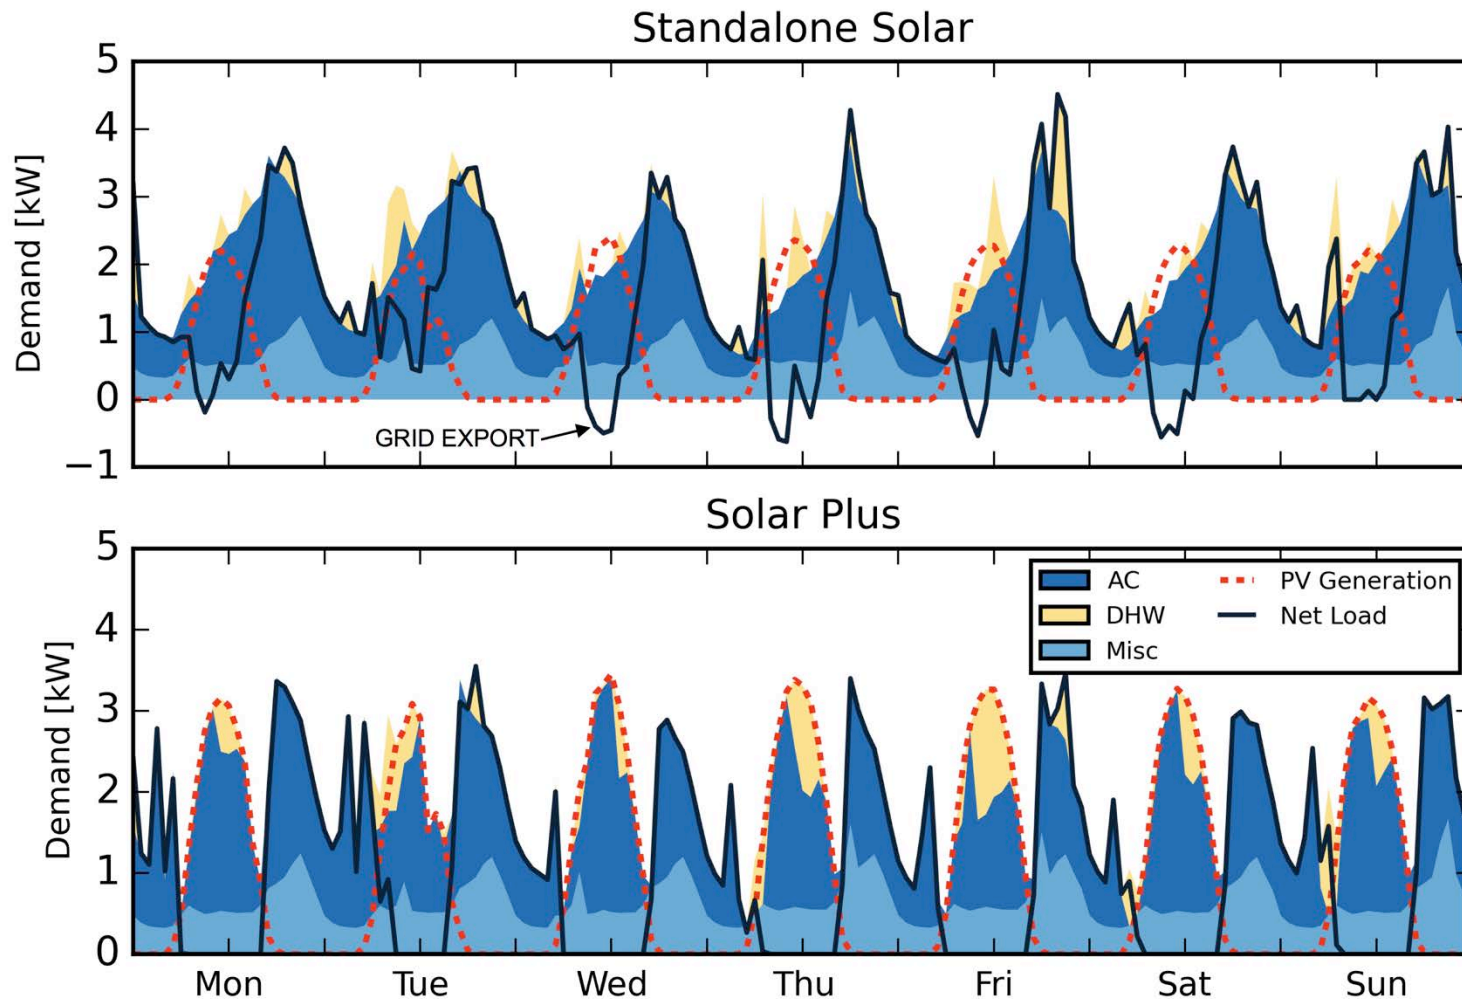 Standalone Solar
5
4
3
2
1
0
−1
Demand [kW]
GRID EXPORT
Solar Plus
5
4
3
2
1
0
Demand [kW]
AC
PV Generation
DHW
Net Load
Misc
Mon Tue Wed Thu Fri Sat Sun